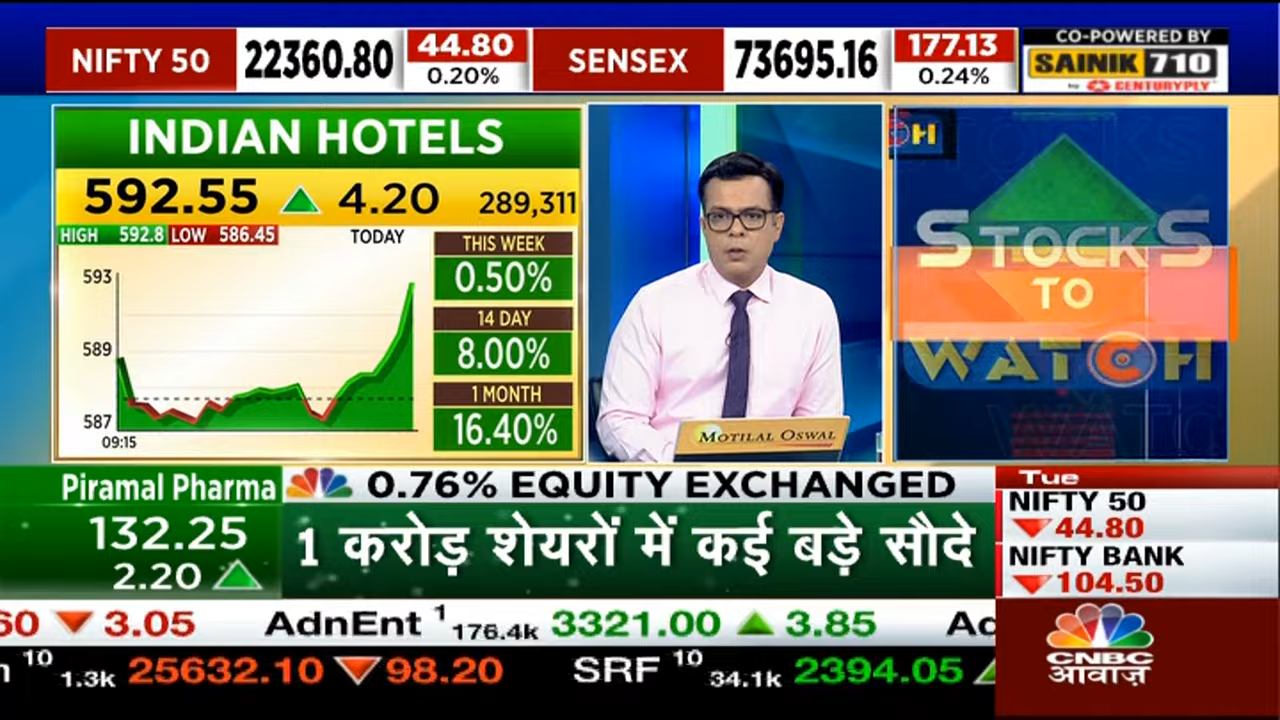 NIFTY 50
22360.80
44.80
0.20%
SENSEX
73695.16
177.13
0.24%
CO-POWERED BY
SAINIK 710
by CENTURYPLY
INDIAN HOTELS
592.55 ▲ 4.20 289,311
HIGH 592.8 LOW 586.45
TODAY
593
589
587
09:15
THIS WEEK
0.50%
14 DAY
8.00%
1 MONTH
16.40%
MOTILAL OSWAL
STOCKS
TO
WATCH
Piramal Pharma
132.25
2.20 ▲
0.76% EQUITY EXCHANGED
1 करोड़ शेयरों में कई बड़े सौदे
Tue
NIFTY 50
▼44.80
NIFTY BANK
▼104.50
60 ▼ 3.05 AdnEnt 1 176.4k 3321.00 ▲ 3.85 Ad
10 1.3k 25632.10 ▼ 98.20 SRF 10 34.1k 2394.05 ▲
CNBC
आवाज़